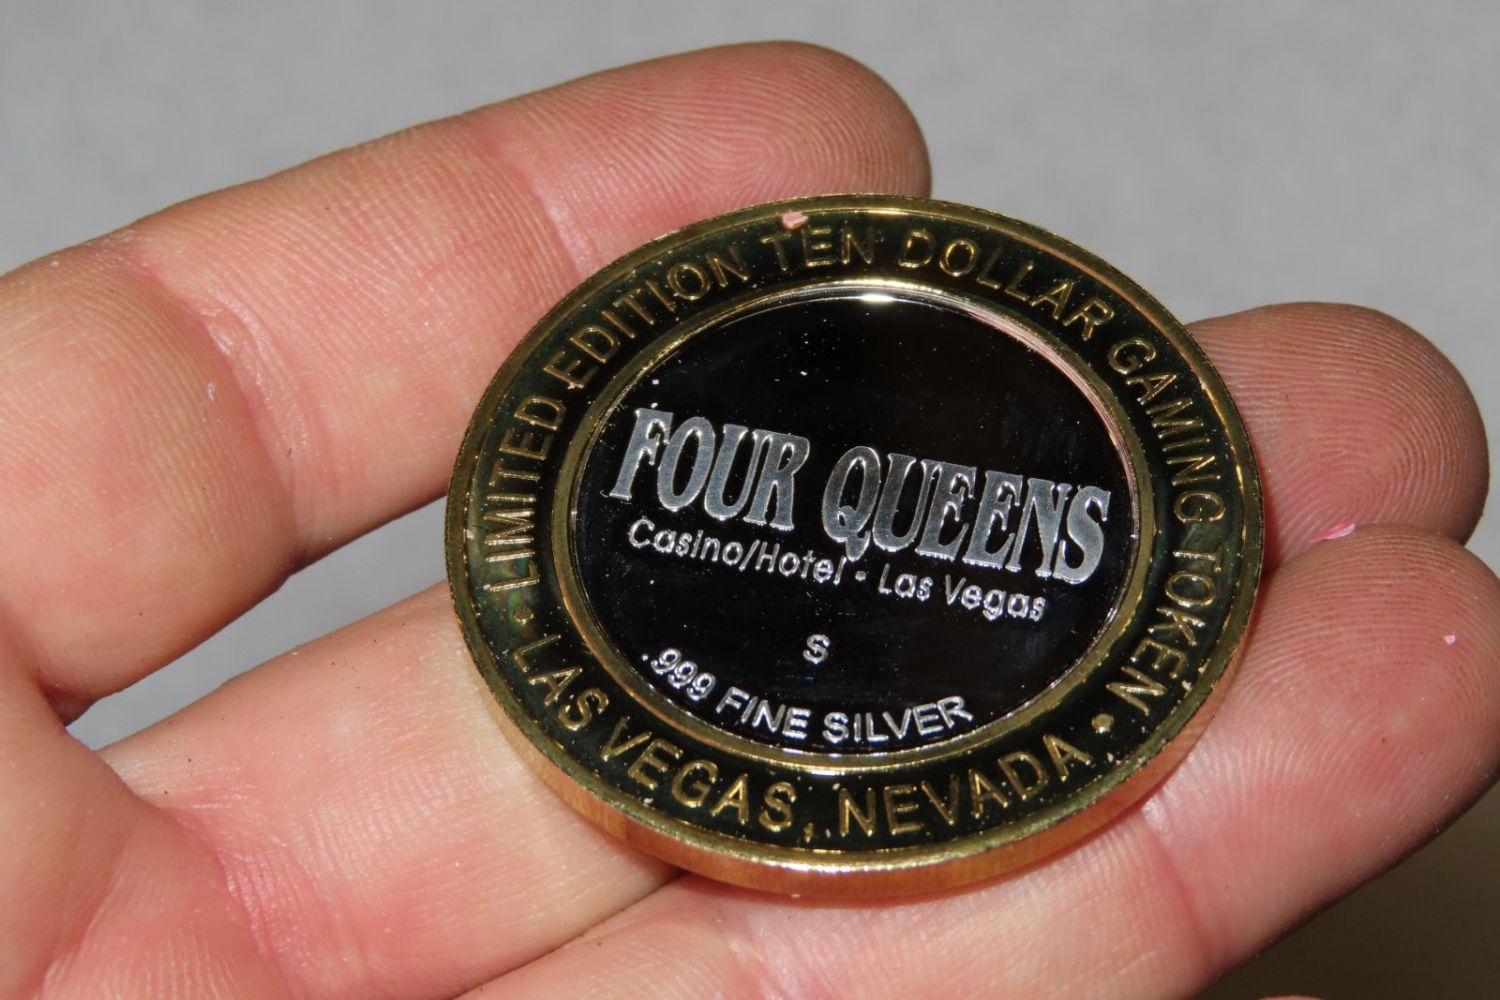 LIMITED EDITION TEN DOLLAR GAMING TOKEN
FOUR QUEENS
Casino/Hotel · Las Vegas
S
.999 FINE SILVER
• LAS VEGAS, NEVADA •